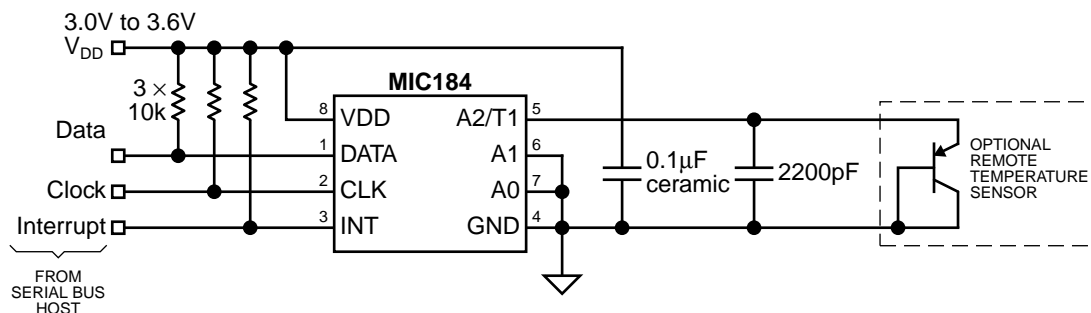 3.0V to 3.6V
VDD
MIC184
3 ×
10k
8 VDD
A2/T1 5
Data
1 DATA
A1 6
0.1µF
ceramic
2200pF
OPTIONAL
REMOTE
TEMPERATURE
SENSOR
Clock
2 CLK
A0 7
Interrupt
3 INT
GND 4
FROM
SERIAL BUS
HOST